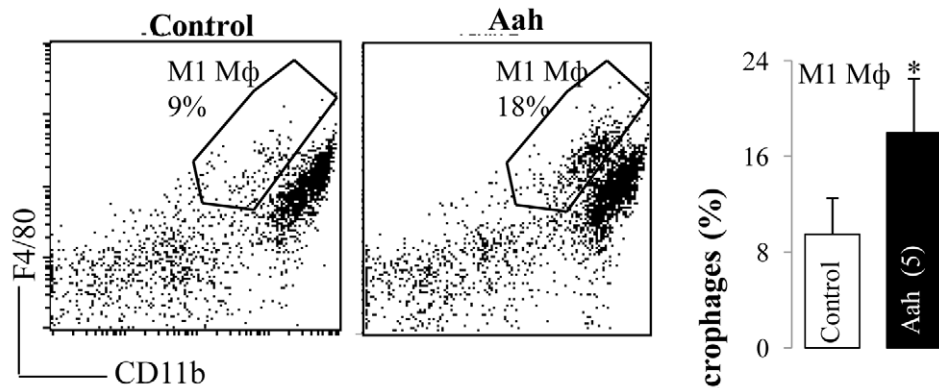 Control
Aah
M1 Mφ
9%
M1 Mφ
18%
F4/80
CD11b
24
16
8
0
M1 Mφ
*
crophages (%)
Control
Aah (5)